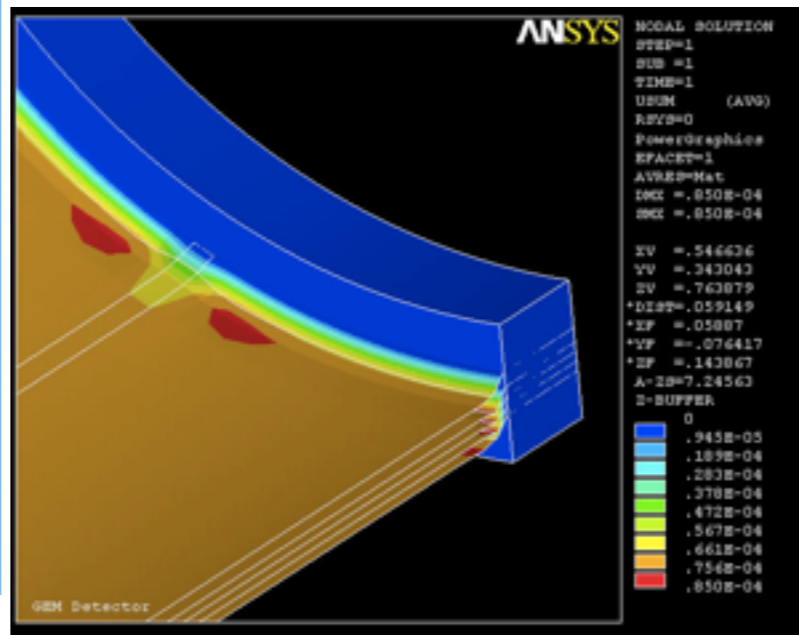 ANSYS
NODAL SOLUTION
STEP=1
SUB =1
TIME=1
USUM (AVG)
RSYS=0
PowerGraphics
EFACET=1
AVRES=Mat
DMX =.850E-04
SMX =.850E-04
XV =.546636
YV =.343043
ZV =.763879
*DIST=.059149
*XF =.05887
*YF =-.076417
*ZF =.143867
A-ZS=7.24563
Z-BUFFER
0
.945E-05
.189E-04
.283E-04
.378E-04
.472E-04
.567E-04
.661E-04
.756E-04
.850E-04
GEM Detector